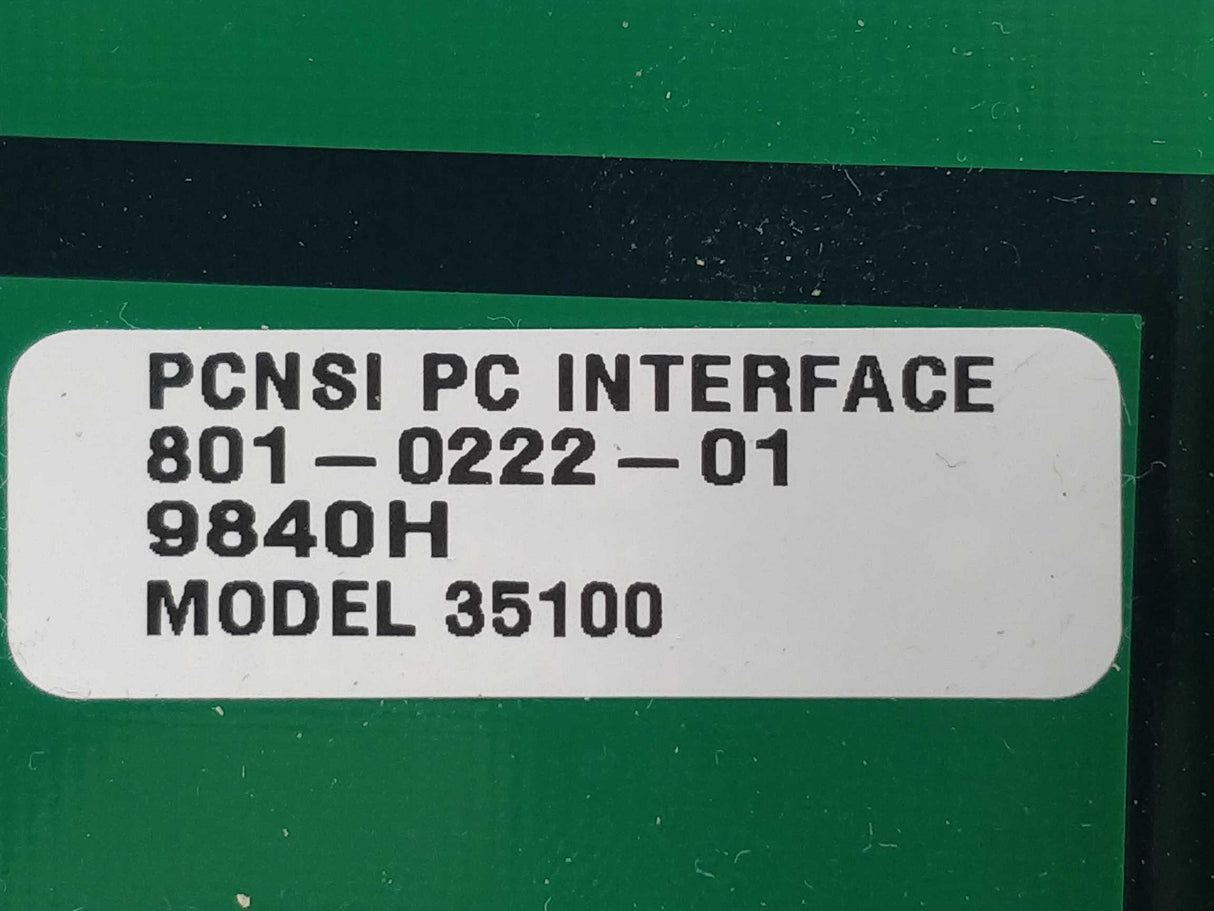 PCNSI PC INTERFACE
801-0222-01
9840H
MODEL 35100